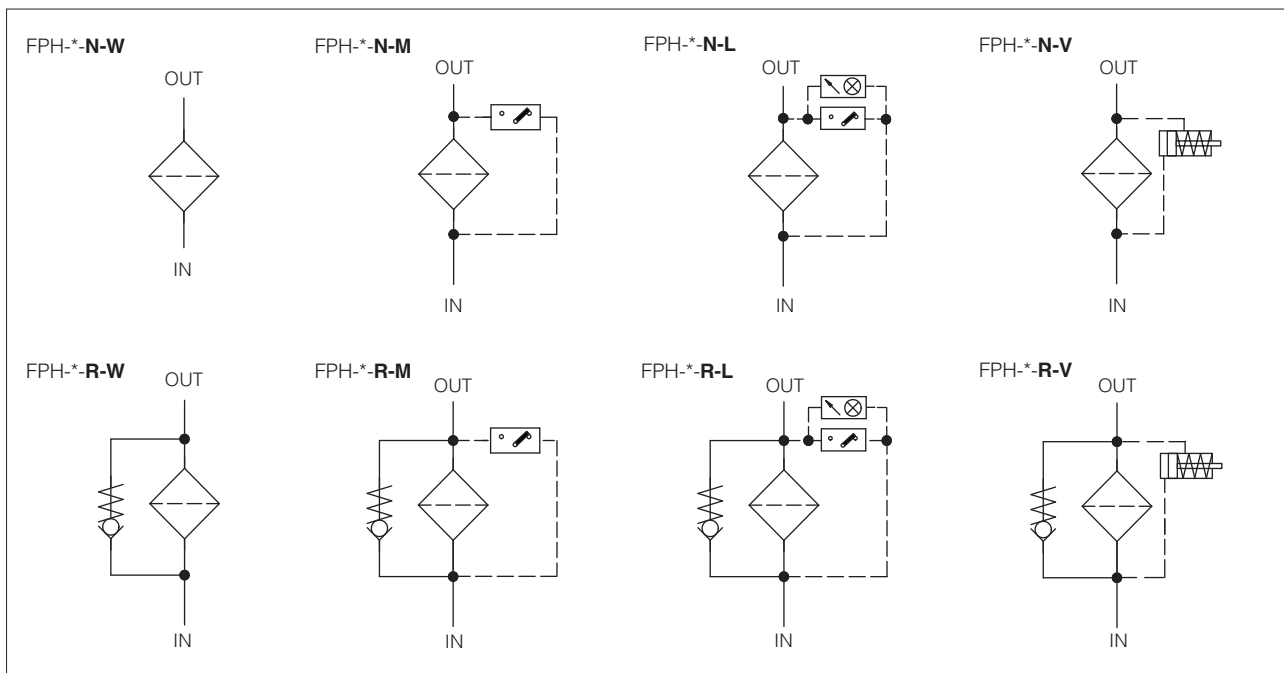 FPH-*-N-W
OUT
IN
FPH-*-N-M
OUT
IN
FPH-*-N-L
OUT
IN
FPH-*-N-V
OUT
IN
FPH-*-R-W
OUT
IN
FPH-*-R-M
OUT
IN
FPH-*-R-L
OUT
IN
FPH-*-R-V
OUT
IN